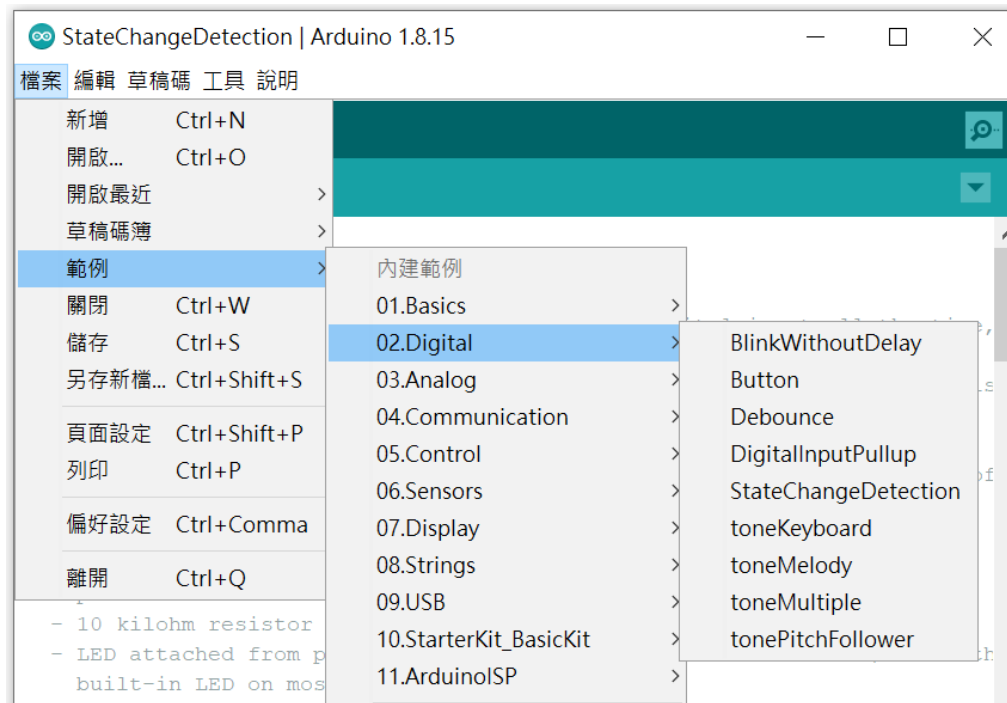 StateChangeDetection | Arduino 1.8.15
檔案 編輯 草稿碼 工具 說明
新增 Ctrl+N
開啟... Ctrl+O
開啟最近
草稿碼簿
範例
關閉 Ctrl+W
儲存 Ctrl+S
另存新檔... Ctrl+Shift+S
頁面設定 Ctrl+Shift+P
列印 Ctrl+P
偏好設定 Ctrl+Comma
離開 Ctrl+Q
內建範例
01.Basics
02.Digital
03.Analog
04.Communication
05.Control
06.Sensors
07.Display
08.Strings
09.USB
10.StarterKit_BasicKit
11.ArduinoISP
BlinkWithoutDelay
Button
Debounce
DigitalInputPullup
StateChangeDetection
toneKeyboard
toneMelody
toneMultiple
tonePitchFollower
- 10 kilohm resistor
- LED attached from p
built-in LED on mos